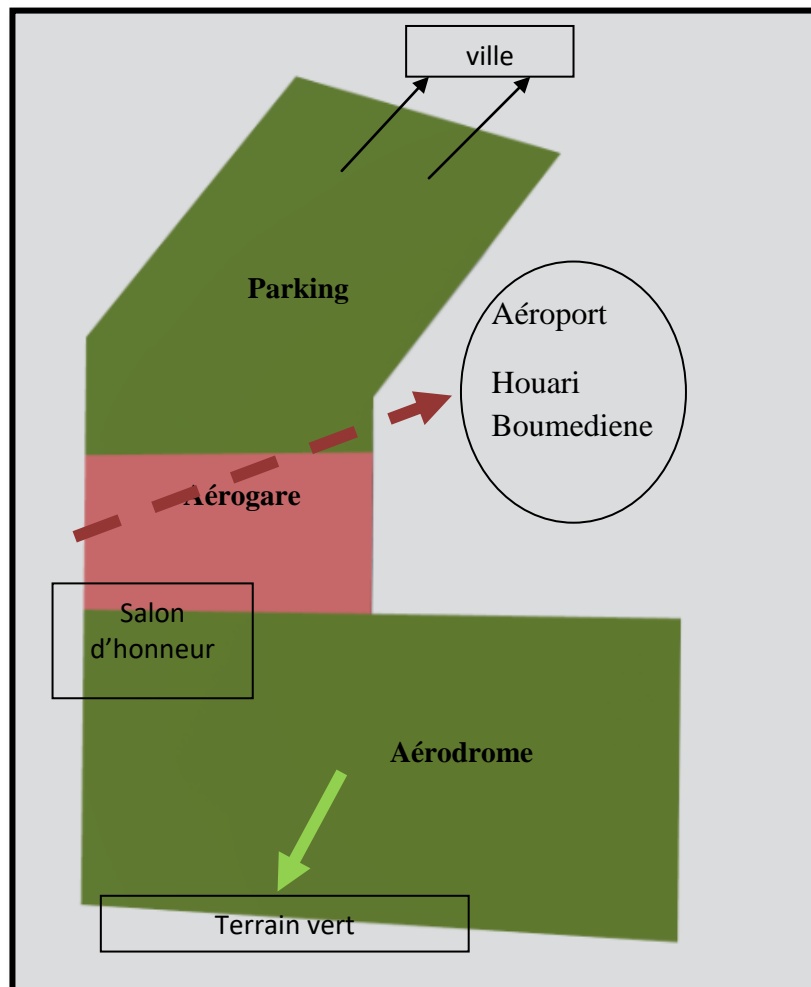 ville
Parking
Aéroport
Houari
Boumediene
Aérogare
Salon
d’honneur
Aérodrome
Terrain vert